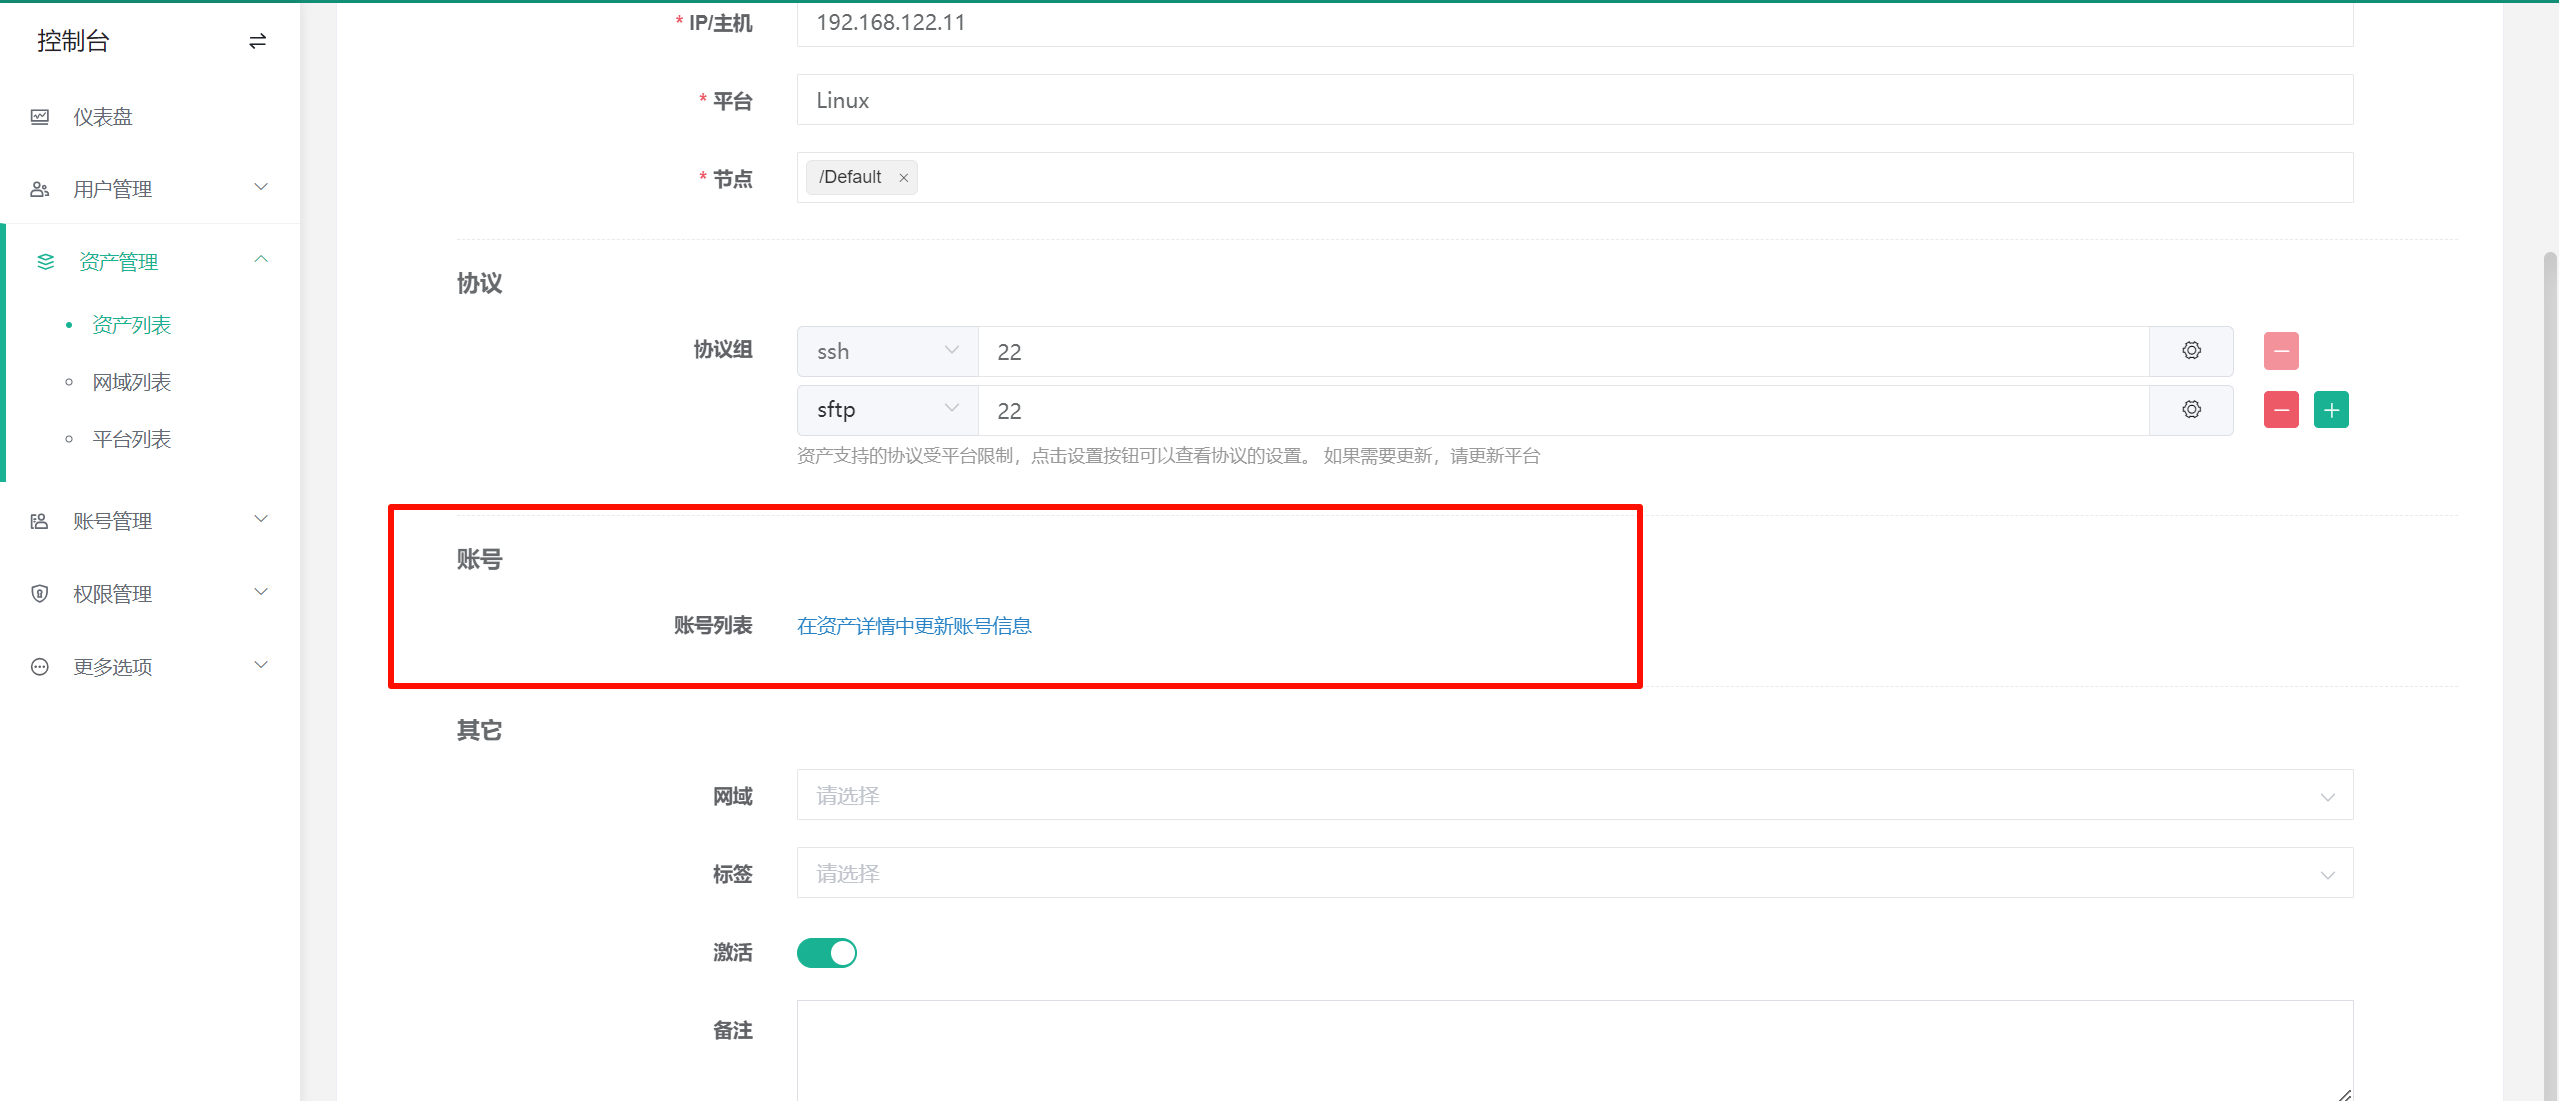 控制台
仪表盘
用户管理
资产管理
资产列表
网域列表
平台列表
账号管理
权限管理
更多选项
* IP/主机
192.168.122.11
* 平台
Linux
* 节点
/Default ×
协议
协议组
ssh
22
sftp
22
资产支持的协议受平台限制，点击设置按钮可以查看协议的设置。 如果需要更新，请更新平台
账号
账号列表
在资产详情中更新账号信息
其它
网域
请选择
标签
请选择
激活
备注